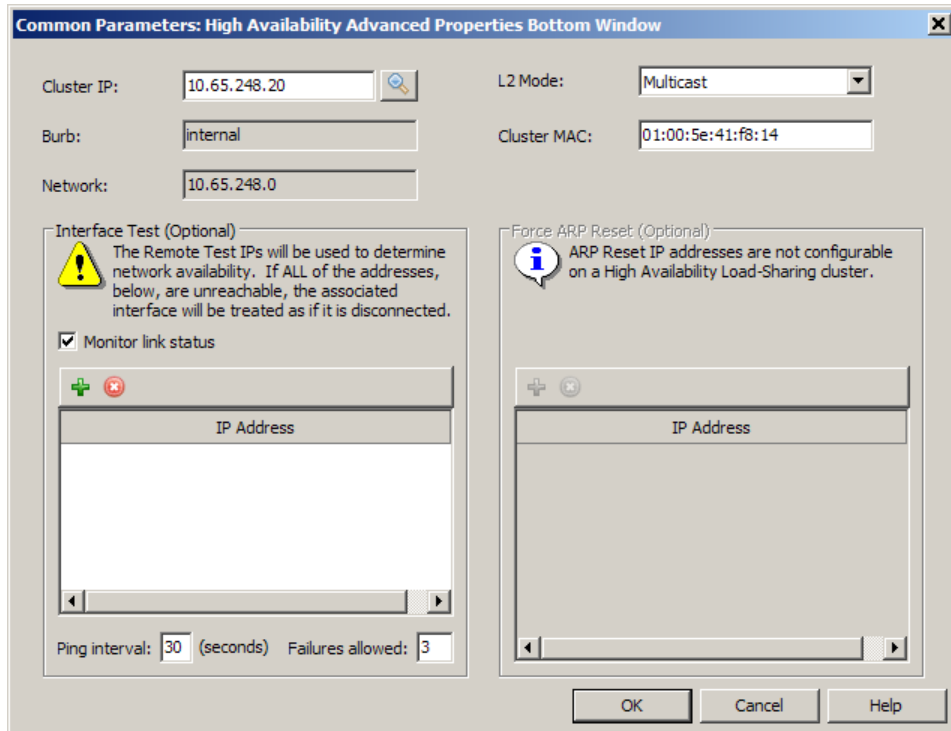 Common Parameters: High Availability Advanced Properties Bottom Window
Cluster IP: 10.65.248.20
L2 Mode: Multicast
Burb: internal
Cluster MAC: 01:00:5e:41:f8:14
Network: 10.65.248.0
Interface Test (Optional)
The Remote Test IPs will be used to determine
network availability. If ALL of the addresses,
below, are unreachable, the associated
interface will be treated as if it is disconnected.
Monitor link status
IP Address
Ping interval: 30 (seconds) Failures allowed: 3
Force ARP Reset (Optional)
ARP Reset IP addresses are not configurable
on a High Availability Load-Sharing cluster.
IP Address
OK Cancel Help